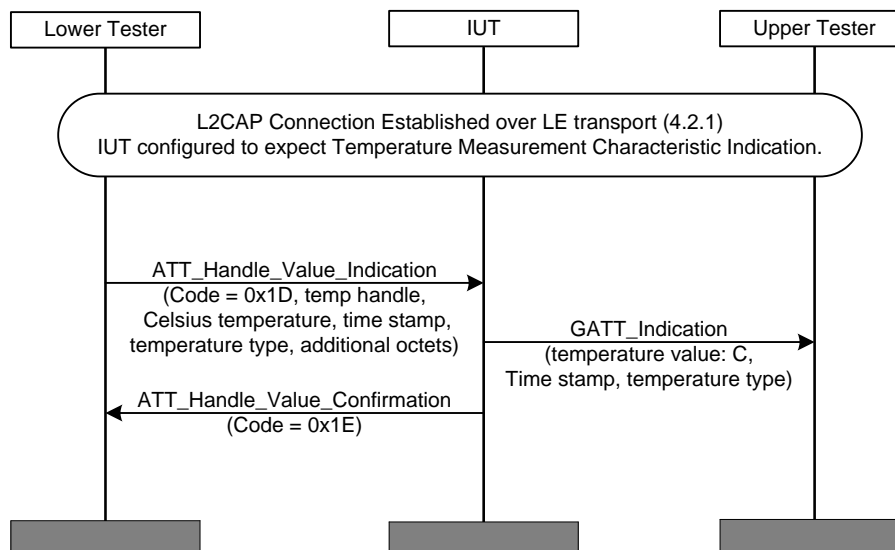 Lower Tester
IUT
Upper Tester
L2CAP Connection Established over LE transport (4.2.1)
IUT configured to expect Temperature Measurement Characteristic Indication.
ATT_Handle_Value_Indication
(Code = 0x1D, temp handle,
Celsius temperature, time stamp,
temperature type, additional octets)
GATT_Indication
(temperature value: C,
Time stamp, temperature type)
ATT_Handle_Value_Confirmation
(Code = 0x1E)